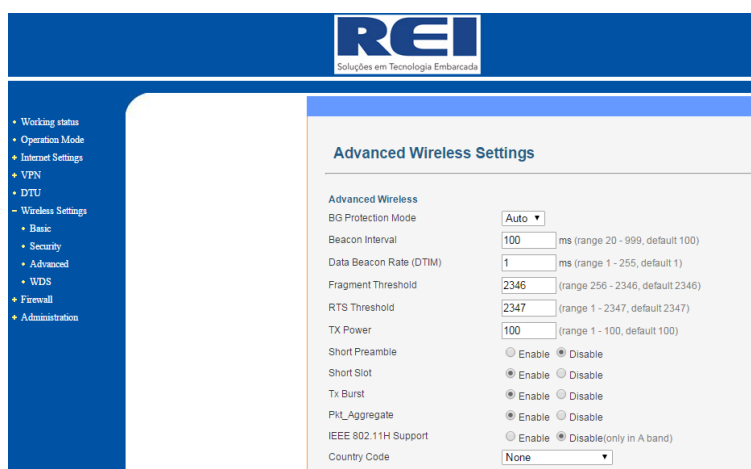 REI
Soluções em Tecnologia Embarcada
Working status
Operation Mode
Internet Settings
VPN
DTU
Wireless Settings
Basic
Security
Advanced
WDS
Firewall
Administration
Advanced Wireless Settings
Advanced Wireless
BG Protection Mode Auto
Beacon Interval 100 ms (range 20 - 999, default 100)
Data Beacon Rate (DTIM) 1 ms (range 1 - 255, default 1)
Fragment Threshold 2346 (range 256 - 2346, default 2346)
RTS Threshold 2347 (range 1 - 2347, default 2347)
TX Power 100 (range 1 - 100, default 100)
Short Preamble Enable Disable
Short Slot Enable Disable
Tx Burst Enable Disable
Pkt_Aggregate Enable Disable
IEEE 802.11H Support Enable Disable(only in A band)
Country Code None